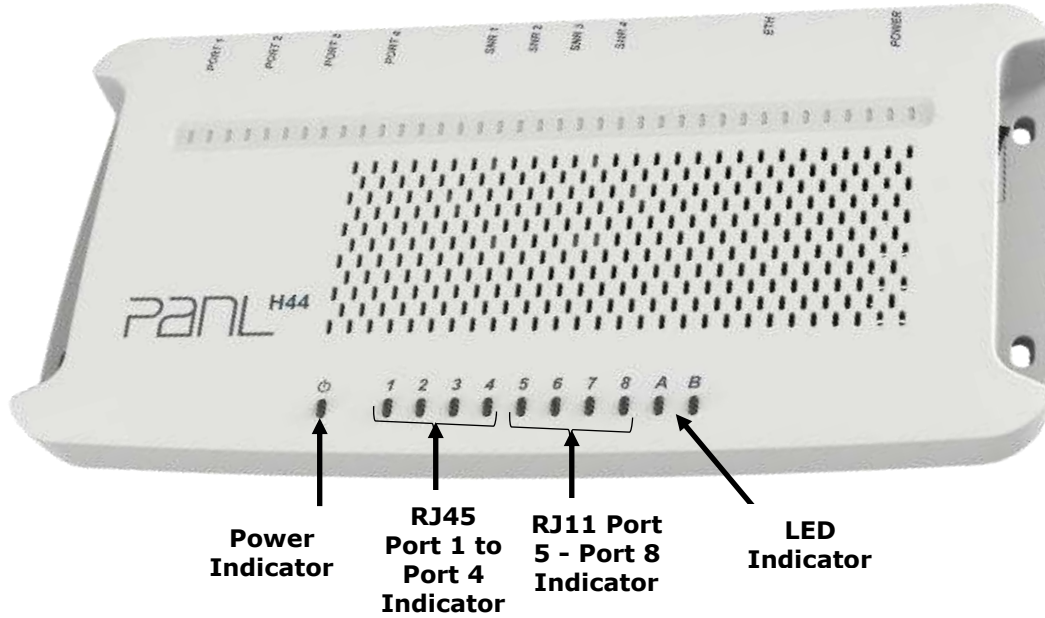 PORT 1
PORT 2
PORT 3
PORT 4
SNR 1
SNR 2
SNR 3
SNR 4
ETH
POWER
PanL H44
1 2 3 4 5 6 7 8 A B
Power
Indicator
RJ45
Port 1 to
Port 4
Indicator
RJ11 Port
5 - Port 8
Indicator
LED
Indicator